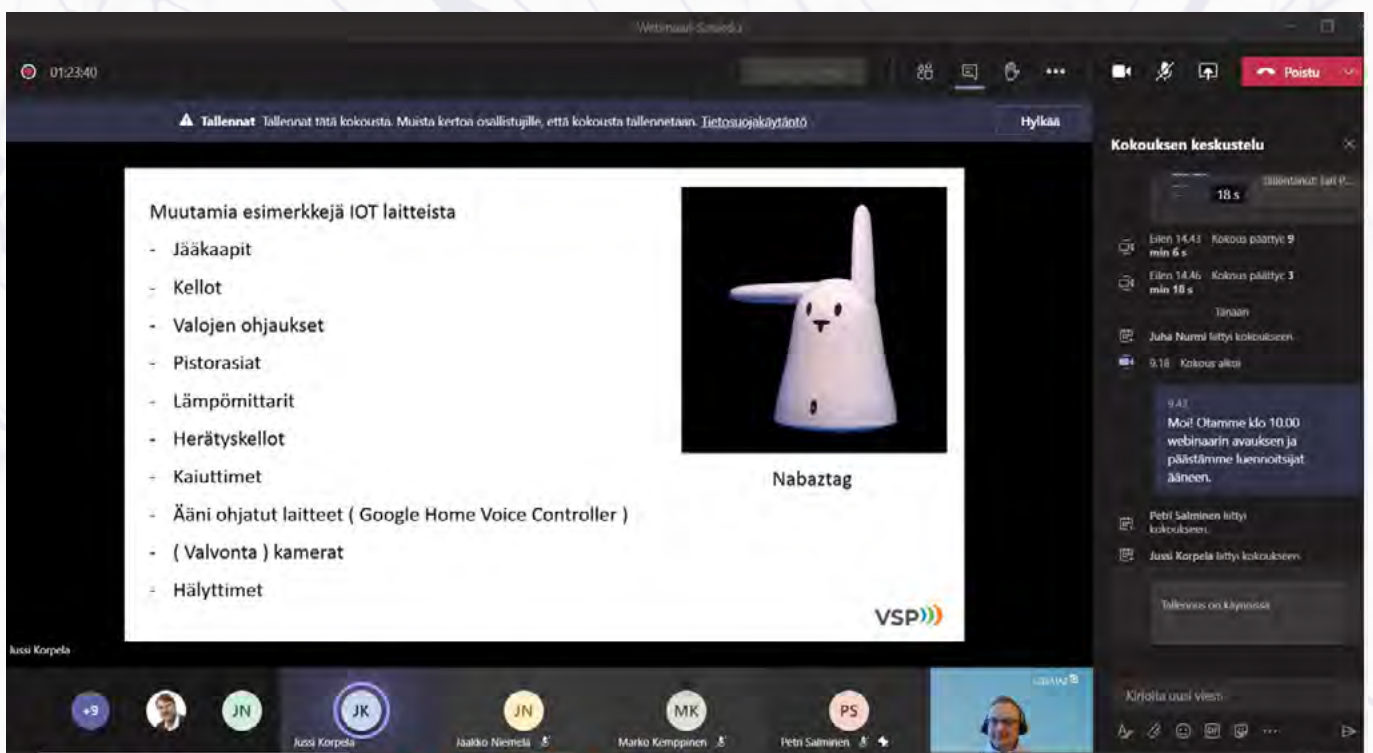 01:23:40
Poistu
Tallennat Tallennat tätä kokousta. Muista kertoa osallistujille, että kokousta tallennetaan. Tietosuojakäytäntö
Hylkää
Muutamia esimerkkejä IOT laitteista
- Jääkaapit
- Kellot
- Valojen ohjaukset
- Pistorasiat
- Lämpömittarit
- Herätyskellot
- Kaiuttimet
- Ääni ohjatut laitteet ( Google Home Voice Controller )
- ( Valvonta ) kamerat
- Hälyttimet
Nabaztag
VSP
Jussi Korpela
+9
JN
JK
Jussi Korpela
JN
Jaakko Niemelä
MK
Marko Kemppinen
PS
Petri Salminen
Kokouksen keskustelu
18 s
Eilen 14.43 Kokous päättyi: 9
min 6 s
Eilen 14.46 Kokous päättyi: 3
min 18 s
Tänään
Juha Nurmi liittyi kokoukseen.
9.18 Kokous alkoi
9.43
Moi! Otamme klo 10.00
webinaarin avauksen ja
päästämme luennoitsijat
ääneen.
Petri Salminen liittyi
kokoukseen.
Jussi Korpela liittyi kokoukseen.
Tallennus on käynnissä
Kirjoita uusi viesti